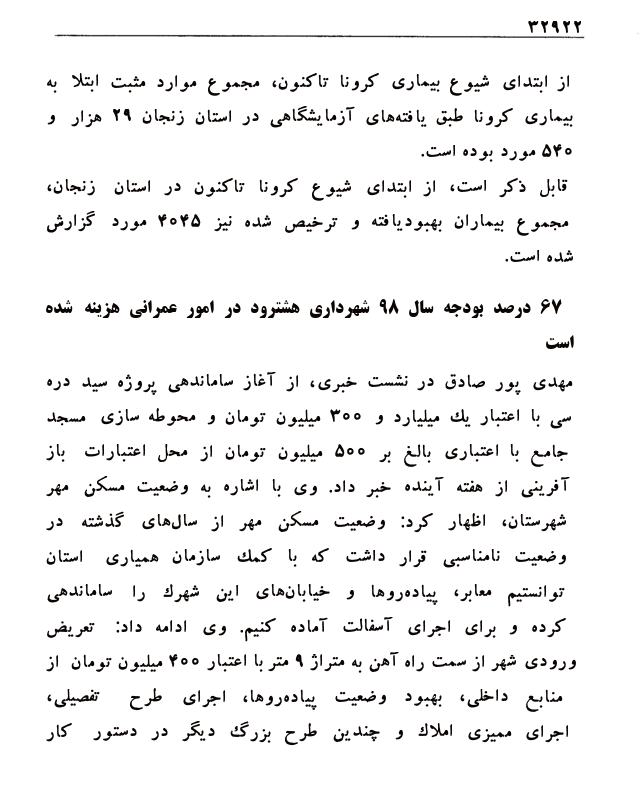 ۳۲۹۲۲
از ابتدای شیوع بیماری کرونا تاکنون، مجموع موارد مثبت ابتلا به
بیماری کرونا طبق یافته‌های آزمایشگاهی در استان زنجان ۲۹ هزار و
۵۴۰ مورد بوده است.
قابل ذکر است، از ابتدای شیوع کرونا تاکنون در استان زنجان،
مجموع بیماران بهبودیافته و ترخیص شده نیز ۴۰۴۵ مورد گزارش
شده است.
۶۷ درصد بودجه سال ۹۸ شهرداری هشترود در امور عمرانی هزینه شده
است
مهدی پور صادق در نشست خبری، از آغاز ساماندهی پروژه سید دره
سی با اعتبار یك میلیارد و ۳۰۰ میلیون تومان و محوطه سازی مسجد
جامع با اعتباری بالغ بر ۵۰۰ میلیون تومان از محل اعتبارات باز
آفرینی از هفته آینده خبر داد. وی با اشاره به وضعیت مسکن مهر
شهرستان، اظهار کرد: وضعیت مسکن مهر از سال‌های گذشته در
وضعیت نامناسبی قرار داشت که با کمك سازمان همیاری استان
توانستیم معابر، پیاده‌روها و خیابان‌های این شهرك را ساماندهی
کرده و برای اجرای آسفالت آماده کنیم. وی ادامه داد: تعریض
ورودی شهر از سمت راه آهن به متراژ ۹ متر با اعتبار ۴۰۰ میلیون تومان از
منابع داخلی، بهبود وضعیت پیاده‌روها، اجرای طرح تفصیلی،
اجرای ممیزی املاك و چندین طرح بزرگ دیگر در دستور کار